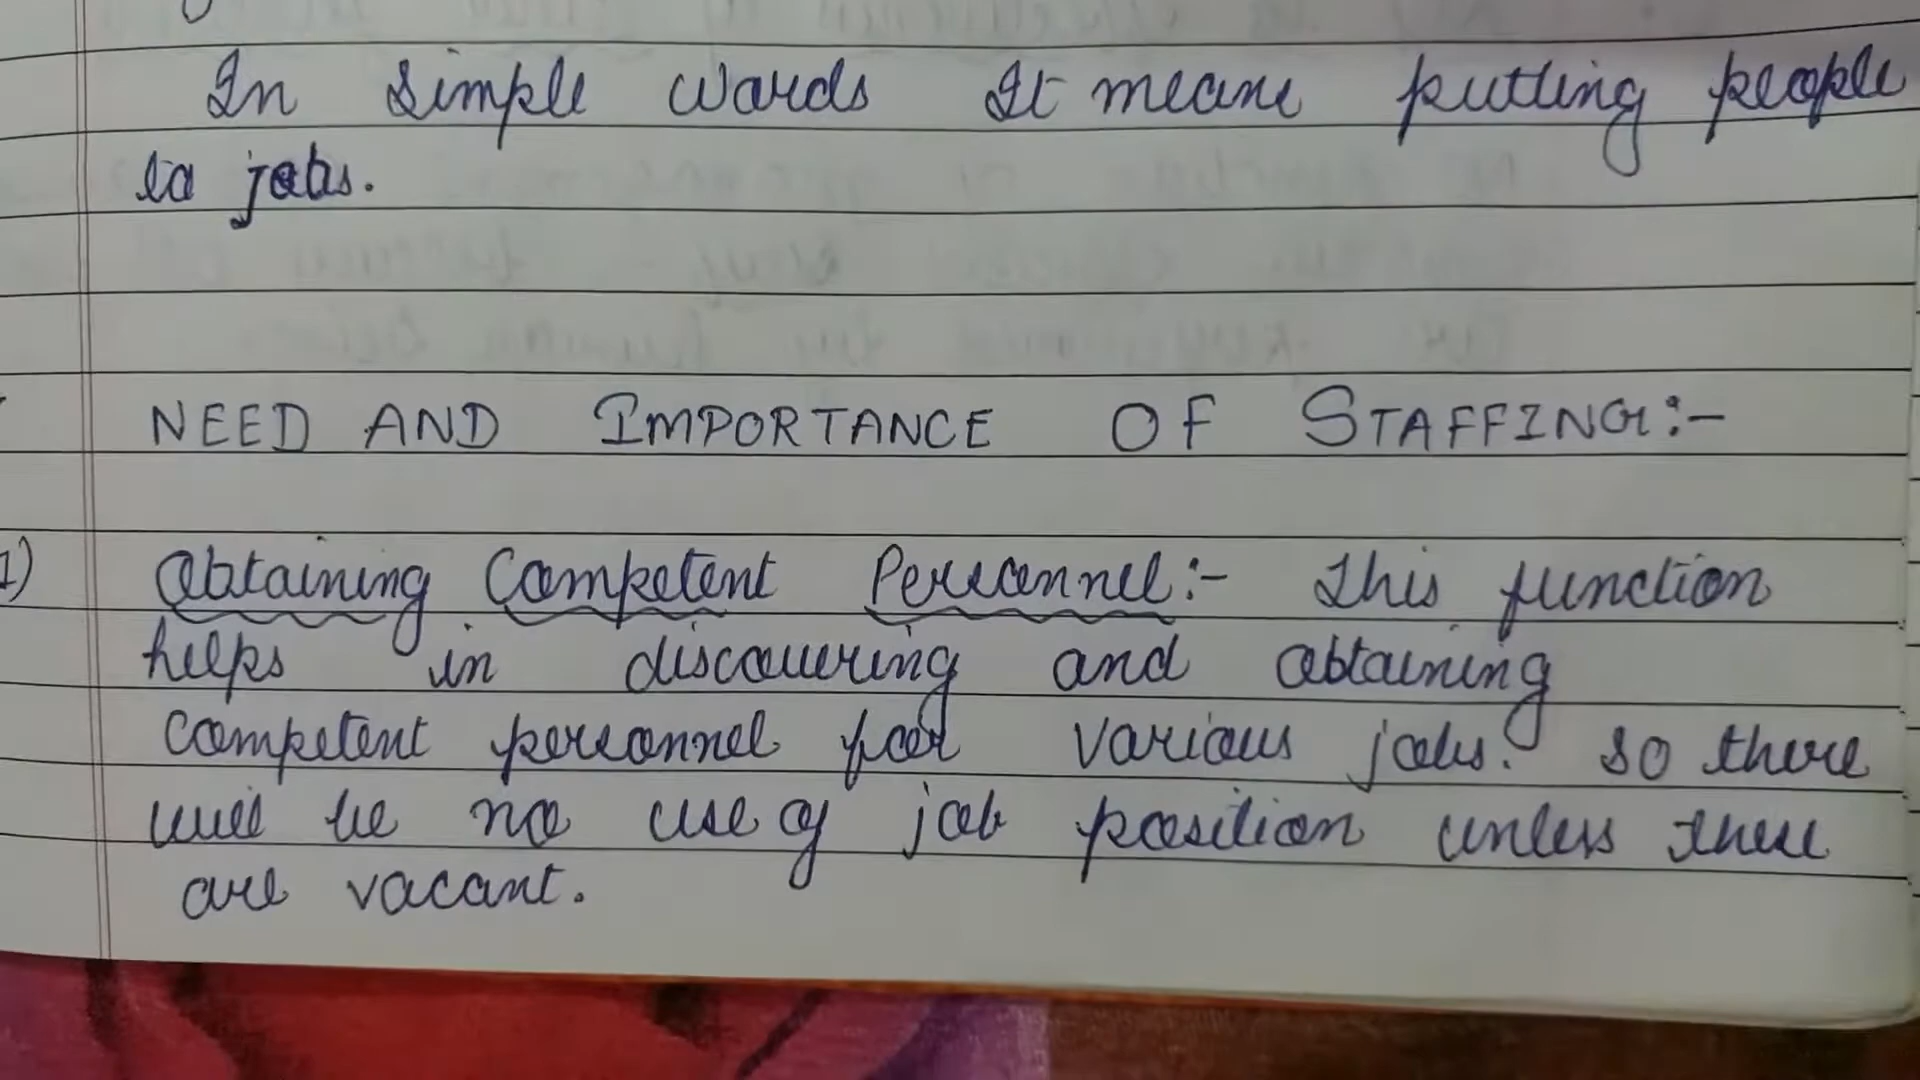 In simple words It means putting people
to jobs.
NEED AND IMPORTANCE OF STAFFING:-
1) Obtaining Competent Personnel:- This function
helps in discovering and obtaining
competent personnel for various jobs. So there
will be no use of job position unless there
are vacant.